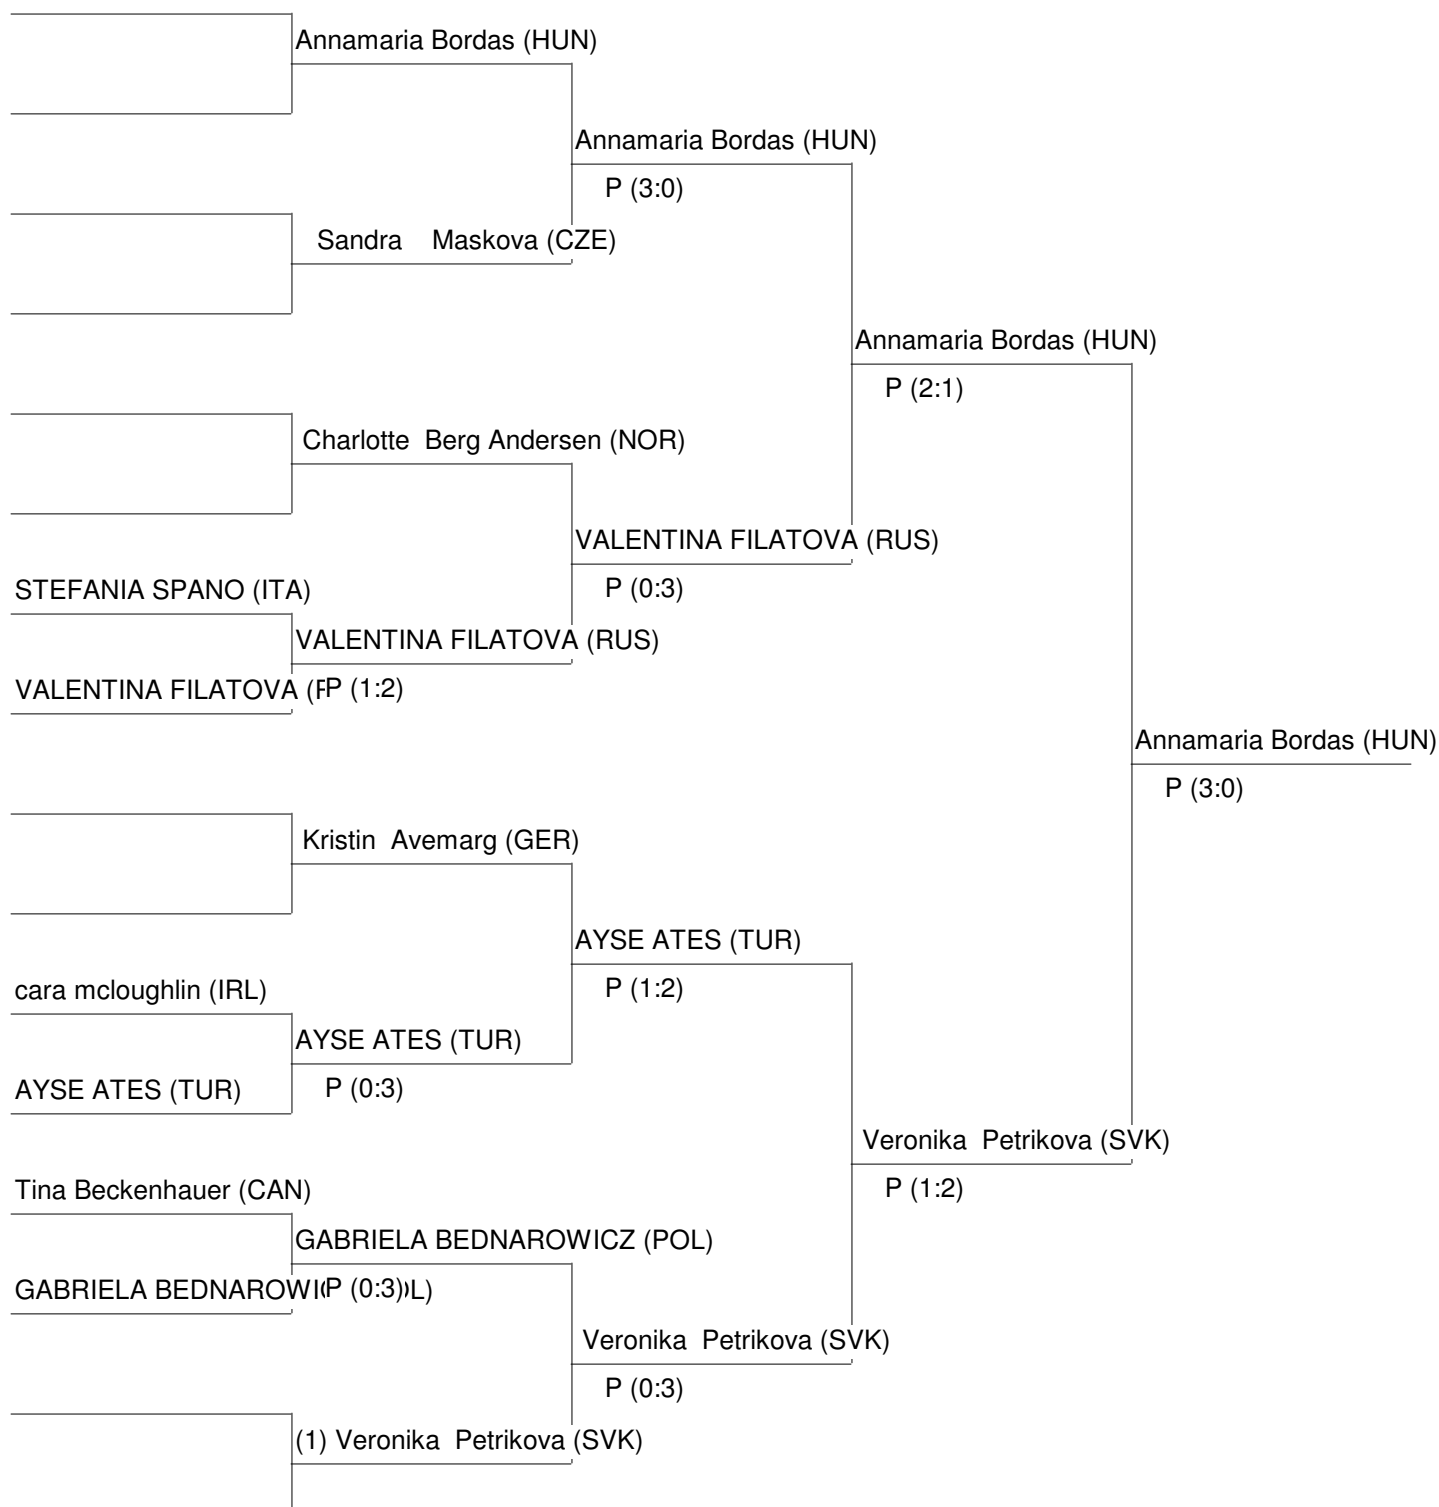 Annamaria Bordas (HUN)
Annamaria Bordas (HUN)
P (3:0)
Sandra Maskova (CZE)
Annamaria Bordas (HUN)
P (2:1)
Charlotte Berg Andersen (NOR)
VALENTINA FILATOVA (RUS)
P (0:3)
STEFANIA SPANO (ITA)
VALENTINA FILATOVA (RUS)
VALENTINA FILATOVA
P (1:2)
Annamaria Bordas (HUN)
P (3:0)
Kristin Avemarg (GER)
AYSE ATES (TUR)
P (1:2)
cara mcloughlin (IRL)
AYSE ATES (TUR)
AYSE ATES (TUR)
P (0:3)
Veronika Petrikova (SVK)
P (1:2)
Tina Beckenhauer (CAN)
GABRIELA BEDNAROWICZ (POL)
GABRIELA
P (0:3)
Veronika Petrikova (SVK)
P (0:3)
(1) Veronika Petrikova (SVK)